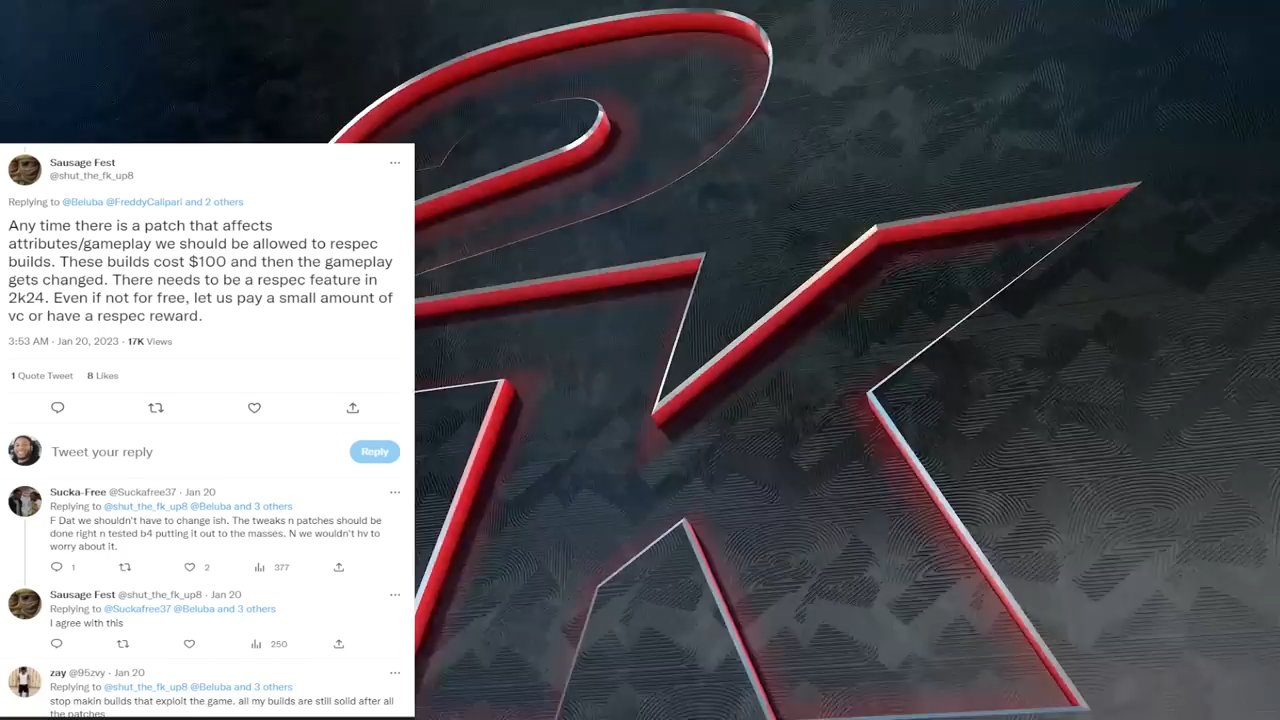 Sausage Fest
@shut_the_fk_up8
Replying to @Beluba @FreddyCalipari and 2 others
Any time there is a patch that affects
attributes/gameplay we should be allowed to respec
builds. These builds cost $100 and then the gameplay
gets changed. There needs to be a respec feature in
2k24. Even if not for free, let us pay a small amount of
vc or have a respec reward.
3:53 AM · Jan 20, 2023 · 17K Views
1 Quote Tweet 8 Likes
Tweet your reply
Reply
Sucka-Free @Suckafree37 · Jan 20
Replying to @shut_the_fk_up8 @Beluba and 3 others
F Dat we shouldn't have to change ish. The tweaks n patches should be
done right n tested b4 putting it out to the masses. N we wouldn't hv to
worry about it.
1 2 377
Sausage Fest @shut_the_fk_up8 · Jan 20
Replying to @Suckafree37 @Beluba and 3 others
I agree with this
250
zay @95zvy · Jan 20
Replying to @shut_the_fk_up8 @Beluba and 3 others
stop makin builds that exploit the game. all my builds are still solid after all
the patches